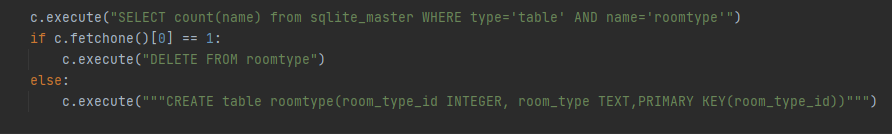 c.execute("SELECT count(name) from sqlite_master WHERE type='table' AND name='roomtype'")
if c.fetchone()[0] == 1:
    c.execute("DELETE FROM roomtype")
else:
    c.execute("""CREATE table roomtype(room_type_id INTEGER, room_type TEXT,PRIMARY KEY(room_type_id))""")